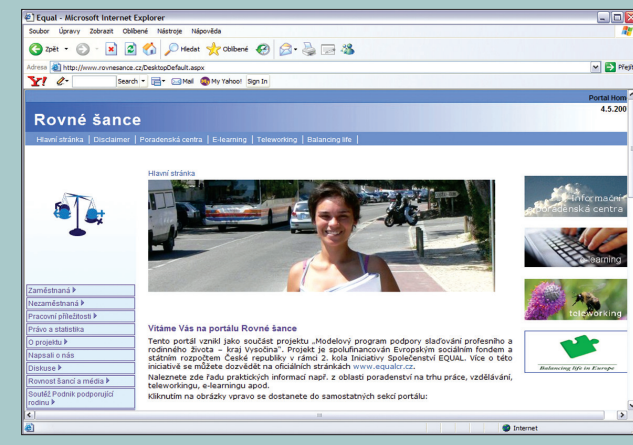 Equal - Microsoft Internet Explorer
Soubor Úpravy Zobrazit Oblíbené Nástroje Nápověda
Zpět Hledat Oblíbené
Adresa http://www.rovnesance.cz/DesktopDefault.aspx Přejít
Y! Search Mail My Yahoo! Sign In
Portal Hom
4.5.200
Rovné šance
Hlavní stránka | Disclaimer | Poradenská centra | E-learning | Teleworking | Balancing life |
Hlavní stránka
Informační
poradenská centra
e-learning
teleworking
Balancing life in Europe
Zaměstnaná
Nezaměstnaná
Pracovní příležitosti
Právo a statistika
O projektu
Napsali o nás
Diskuse
Rovnost šancí a média
Soutěž Podnik podporující
rodinu
Vítáme Vás na portálu Rovné šance
Tento portál vznikl jako součást projektu „Modelový program podpory slaďování profesního a
rodinného života – kraj Vysočina". Projekt je spolufinancován Evropským sociálním fondem a
státním rozpočtem České republiky v rámci 2. kola Iniciativy Společenství EQUAL. Více o této
iniciativě se můžete dozvědět na oficiálních stránkách www.equalcr.cz.
Naleznete zde řadu praktických informací např. z oblasti poradenství na trhu práce, vzdělávání,
teleworkingu, e-learningu apod.
Kliknutím na obrázky vpravo se dostanete do samostatných sekcí portálu:
Internet